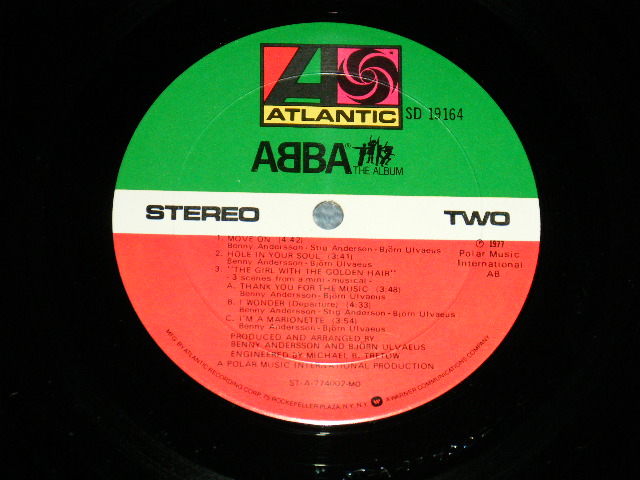 ATLANTIC
SD 19164
ABBA®
THE ALBUM
STEREO
TWO
1. MOVE ON (4:42)
Benny Andersson - Stig Anderson - Björn Ulvaeus
2. HOLE IN YOUR SOUL (3:41)
Benny Andersson - Björn Ulvaeus
3. "THE GIRL WITH THE GOLDEN HAIR"
- 3 scenes from a mini-musical -
A. THANK YOU FOR THE MUSIC (3:48)
Benny Andersson - Björn Ulvaeus
B. I WONDER (Departure) (4:33)
Benny Andersson - Stig Anderson - Björn Ulvaeus
C. I'M A MARIONETTE (3:54)
Benny Andersson - Björn Ulvaeus
℗ 1977
Polar Music
International
AB
PRODUCED AND ARRANGED BY
BENNY ANDERSSON AND BJÖRN ULVAEUS
ENGINEERED BY MICHAEL B. TRETOW
A POLAR MUSIC INTERNATIONAL PRODUCTION
ST-A-774002-MO
MFG. BY ATLANTIC RECORDING CORP., 75 ROCKEFELLER PLAZA, N.Y., N.Y. A WARNER COMMUNICATIONS COMPANY